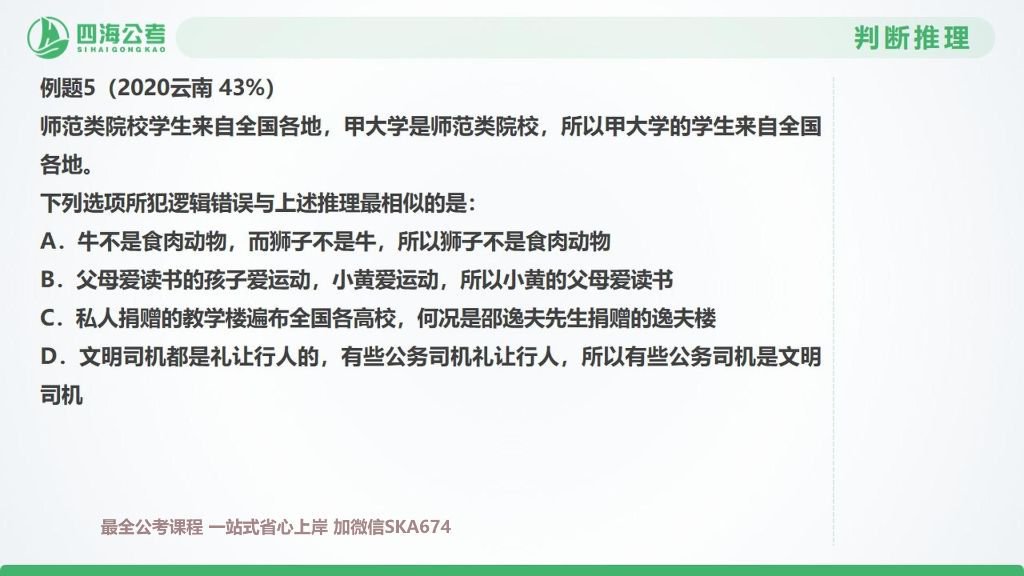 四海公考
SIHAIGONGKAO
判断推理
例题5（2020云南 43%）
师范类院校学生来自全国各地，甲大学是师范类院校，所以甲大学的学生来自全国
各地。
下列选项所犯逻辑错误与上述推理最相似的是：
A．牛不是食肉动物，而狮子不是牛，所以狮子不是食肉动物
B．父母爱读书的孩子爱运动，小黄爱运动，所以小黄的父母爱读书
C．私人捐赠的教学楼遍布全国各高校，何况是邵逸夫先生捐赠的逸夫楼
D．文明司机都是礼让行人的，有些公务司机礼让行人，所以有些公务司机是文明
司机
最全公考课程 一站式省心上岸 加微信SKA674